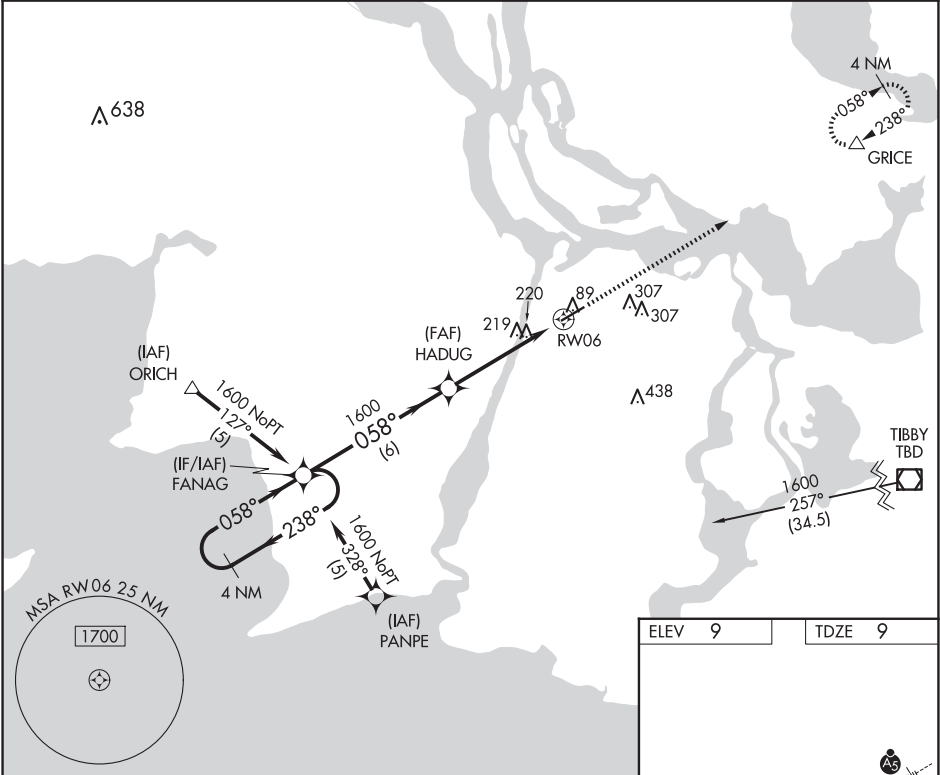 638
4 NM
058°
238°
GRICE
220
89
307
307
219
RW06
(FAF)
HADUG
438
(IAF)
ORICH
1600 NoPT
127°
(5)
1600
058°
(6)
TIBBY
TBD
(IF/IAF)
FANAG
1600
257°
(34.5)
058°
238°
1600 NoPT
328°
(5)
4 NM
(IAF)
PANPE
MSA RW06 25 NM
1700
ELEV 9
TDZE 9
A5